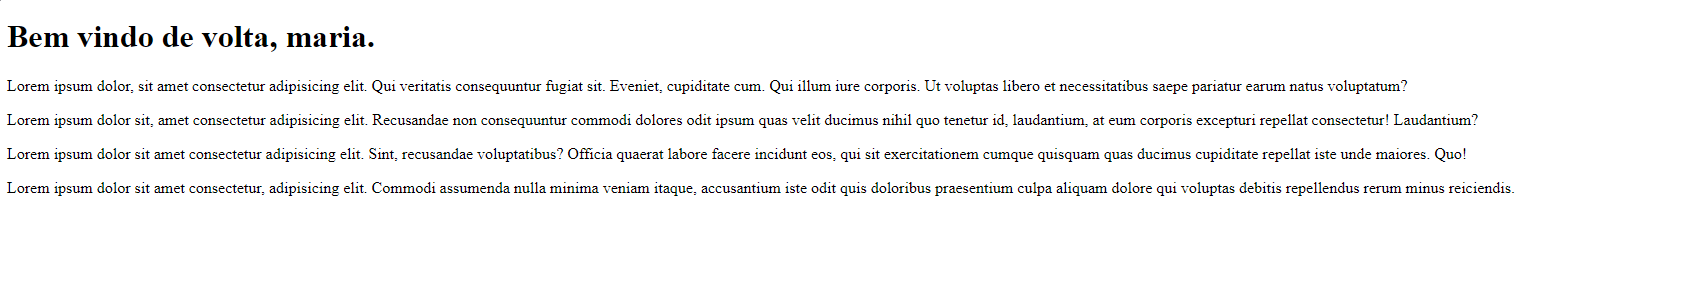 Bem vindo de volta, maria.
Lorem ipsum dolor, sit amet consectetur adipisicing elit. Qui veritatis consequuntur fugiat sit. Eveniet, cupiditate cum. Qui illum iure corporis. Ut voluptas libero et necessitatibus saepe pariatur earum natus voluptatum?
Lorem ipsum dolor sit, amet consectetur adipisicing elit. Recusandae non consequuntur commodi dolores odit ipsum quas velit ducimus nihil quo tenetur id, laudantium, at eum corporis excepturi repellat consectetur! Laudantium?
Lorem ipsum dolor sit amet consectetur adipisicing elit. Sint, recusandae voluptatibus? Officia quaerat labore facere incidunt eos, qui sit exercitationem cumque quisquam quas ducimus cupiditate repellat iste unde maiores. Quo!
Lorem ipsum dolor sit amet consectetur, adipisicing elit. Commodi assumenda nulla minima veniam itaque, accusantium iste odit quis doloribus praesentium culpa aliquam dolore qui voluptas debitis repellendus rerum minus reiciendis.